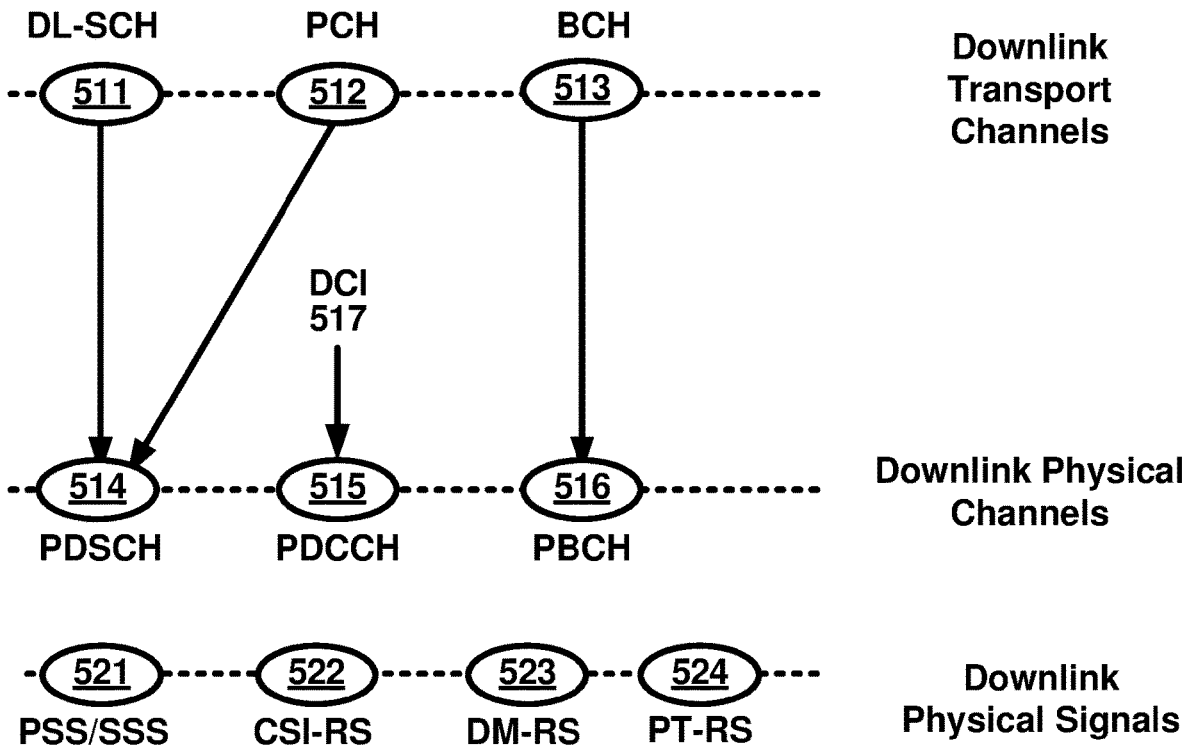 DL-SCH PCH BCH
511 512 513
Downlink
Transport
Channels
DCI
517
514 515 516
PDSCH PDCCH PBCH
Downlink Physical
Channels
521 522 523 524
PSS/SSS CSI-RS DM-RS PT-RS
Downlink
Physical Signals